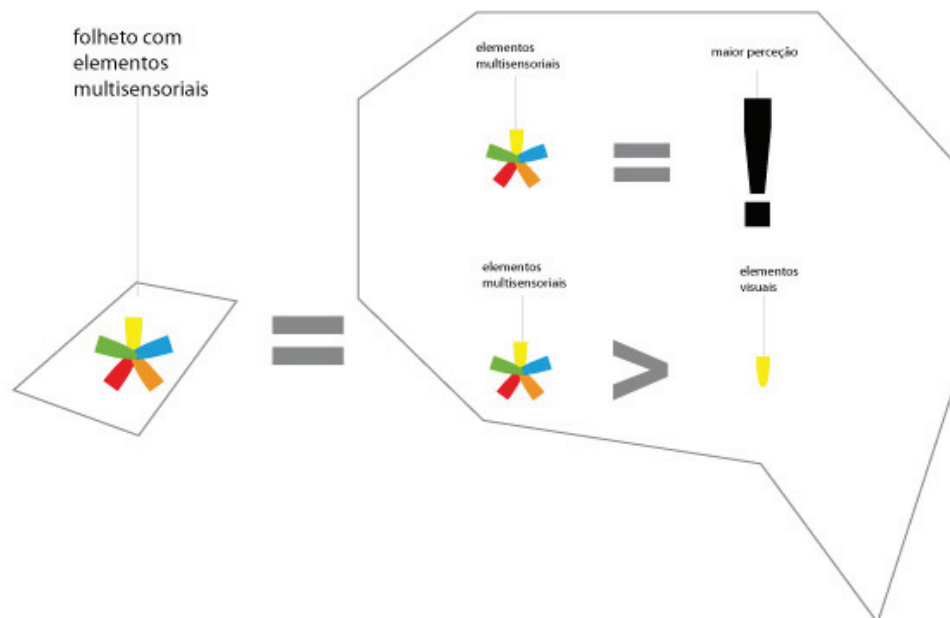 folheto com
elementos
multisensoriais
elementos
multisensoriais
=
maior perceção
!
=
elementos
multisensoriais
>
elementos
visuais